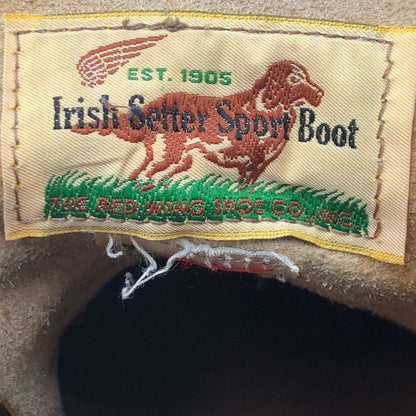 EST. 1905
Irish Setter Sport Boot
THE RED WING SHOE CO., INC.